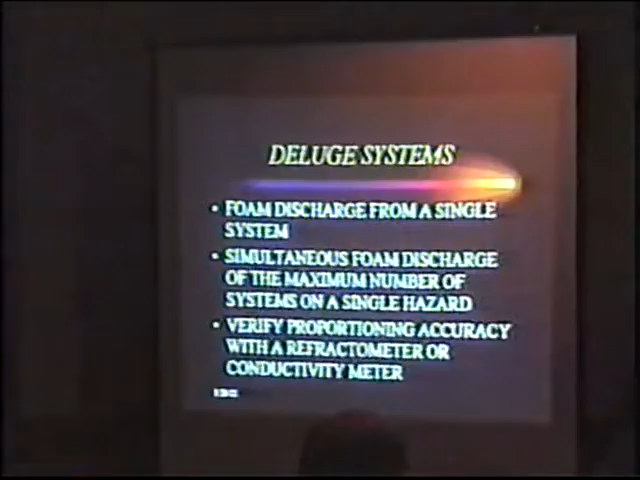 DELUGE SYSTEMS
• FOAM DISCHARGE FROM A SINGLE
SYSTEM
• SIMULTANEOUS FOAM DISCHARGE
OF THE MAXIMUM NUMBER OF
SYSTEMS ON A SINGLE HAZARD
• VERIFY PROPORTIONING ACCURACY
WITH A REFRACTOMETER OR
CONDUCTIVITY METER